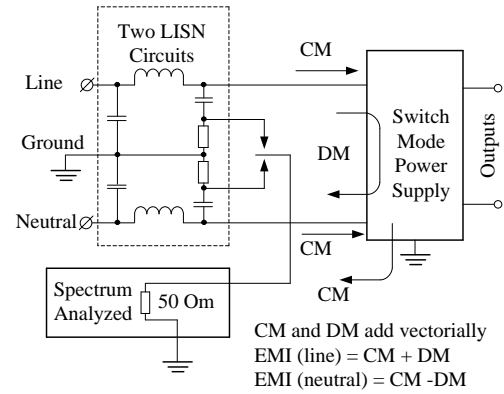 Two LISN
Circuits
Line
Ground
Neutral
CM
DM
CM
CM
Switch
Mode
Power
Supply
Outputs
Spectrum
Analyzed
50 Om
CM and DM add vectorially
EMI (line) = CM + DM
EMI (neutral) = CM -DM